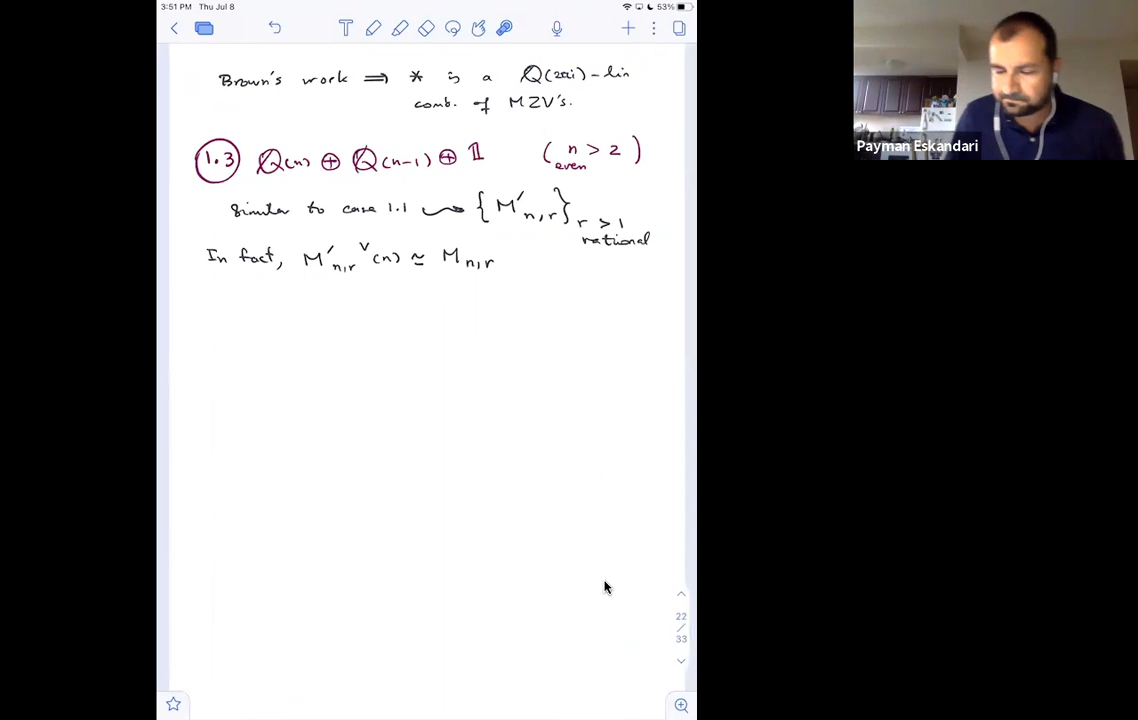 3:51 PM Thu Jul 8
53%
Brown's work ⟹ * is a ℚ(2πi)-lin
comb. of MZV's.
1.3 ℚ(n) ⊕ ℚ(n-1) ⊕ 𝟙 (n > 2)
even
Similar to case 1.1 ⇝ {M'_{n,r}}_{r > 1
rational}
In fact, M'_{n,r}^∨(n) ≃ M_{n,r}
Payman Eskandari
22
/
33